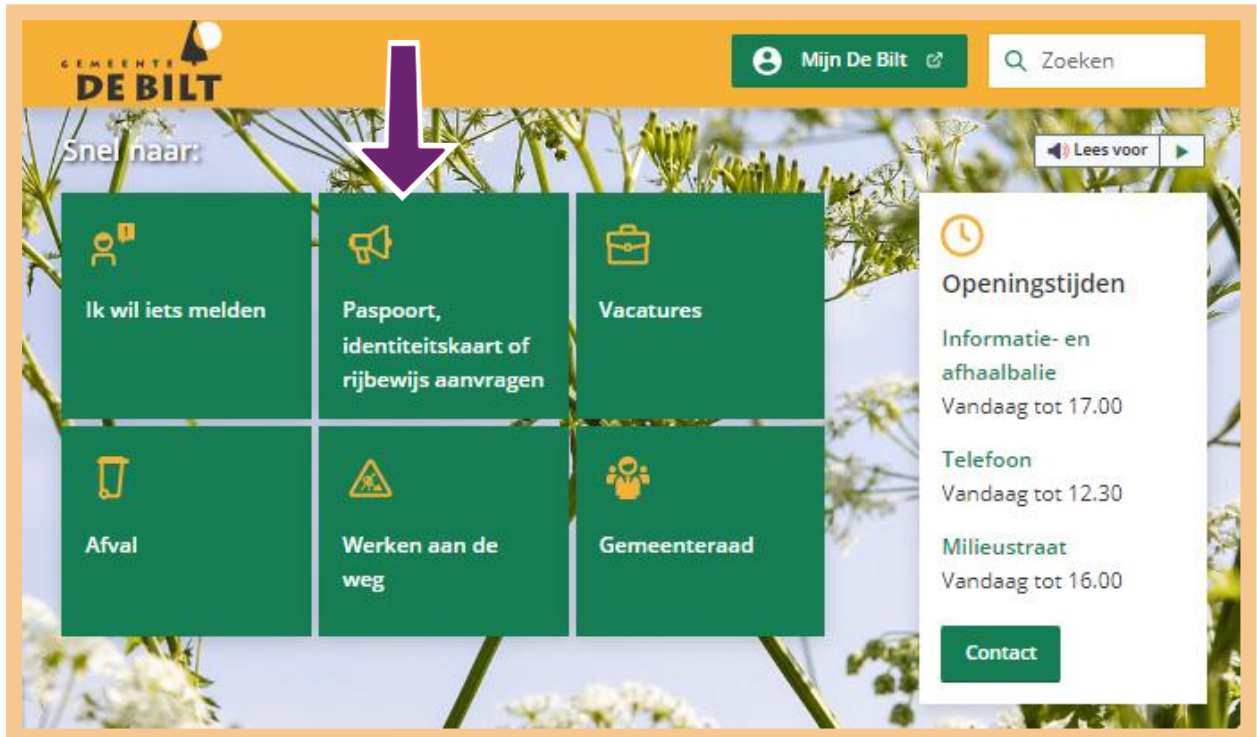 GEMEENTE
DE BILT
Mijn De Bilt
Zoeken
Snel naar:
Lees voor
Ik wil iets melden
Paspoort,
identiteitskaart of
rijbewijs aanvragen
Vacatures
Afval
Werken aan de
weg
Gemeenteraad
Openingstijden
Informatie- en
afhaalbalie
Vandaag tot 17.00
Telefoon
Vandaag tot 12.30
Milieustraat
Vandaag tot 16.00
Contact